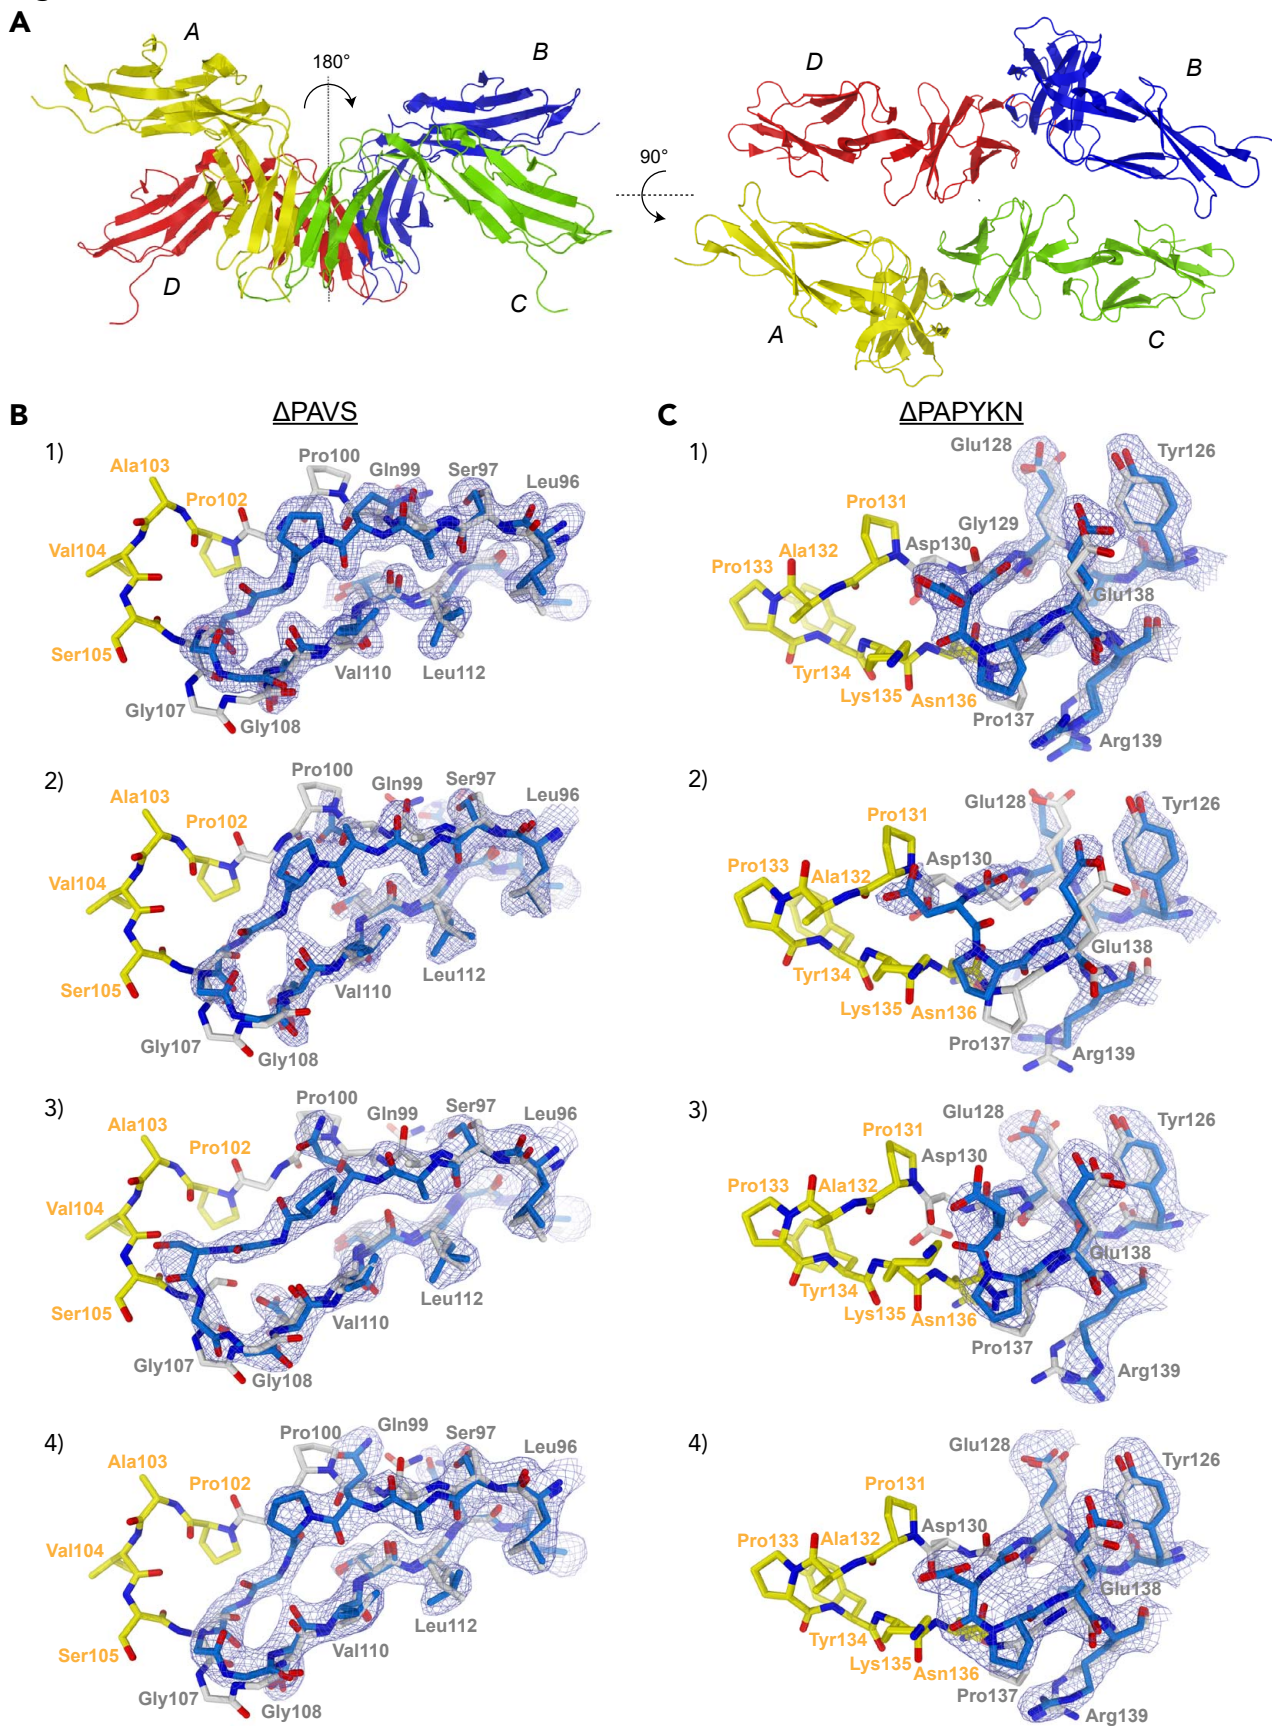 A
A
180°
B
D
C
D
B
90°
A
C
B
ΔPAVS
1)
Ala103
Pro102
Pro100
Gln99
Ser97
Leu96
Val104
Ser105
Gly107
Gly108
Val110
Leu112
2)
Ala103
Pro102
Pro100
Gln99
Ser97
Leu96
Val104
Ser105
Gly107
Gly108
Val110
Leu112
3)
Ala103
Pro102
Pro100
Gln99
Ser97
Leu96
Val104
Ser105
Gly107
Gly108
Val110
Leu112
4)
Ala103
Pro102
Pro100
Gln99
Ser97
Leu96
Val104
Ser105
Gly107
Gly108
Val110
Leu112
C
ΔPAPYKN
1)
Glu128
Tyr126
Pro131
Gly129
Asp130
Ala132
Pro133
Glu138
Tyr134
Lys135
Asn136
Pro137
Arg139
2)
Glu128
Tyr126
Pro131
Asp130
Pro133
Ala132
Glu138
Tyr134
Lys135
Asn136
Pro137
Arg139
3)
Glu128
Tyr126
Pro131
Asp130
Pro133
Ala132
Glu138
Tyr134
Lys135
Asn136
Pro137
Arg139
4)
Glu128
Tyr126
Pro131
Asp130
Pro133
Ala132
Glu138
Tyr134
Lys135
Asn136
Pro137
Arg139